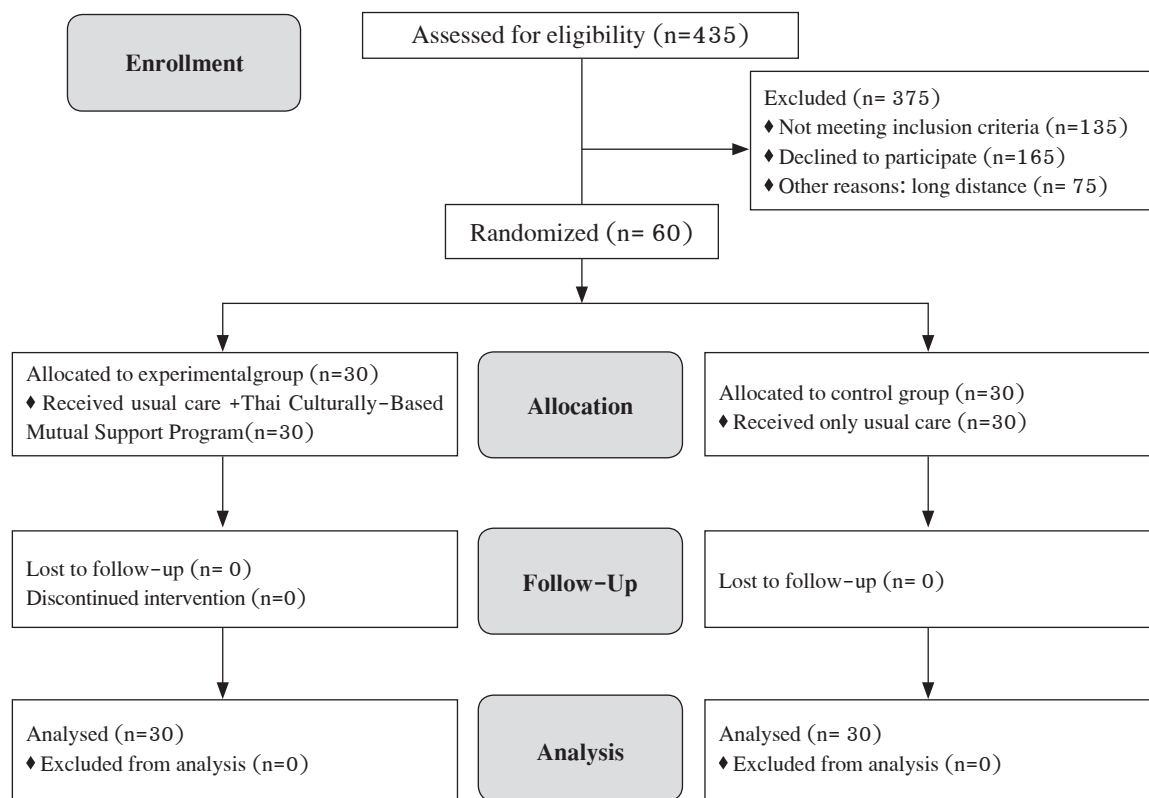 Assessed for eligibility (n=435)
Enrollment
Excluded (n= 375)
♦ Not meeting inclusion criteria (n=135)
♦ Declined to participate (n=165)
♦ Other reasons: long distance (n= 75)
Randomized (n= 60)
Allocated to experimentalgroup (n=30)
♦ Received usual care +Thai Culturally-Based
Mutual Support Program(n=30)
Allocation
Allocated to control group (n=30)
♦ Received only usual care (n=30)
Lost to follow-up (n= 0)
Discontinued intervention (n=0)
Follow-Up
Lost to follow-up (n= 0)
Analysed (n=30)
♦ Excluded from analysis (n=0)
Analysis
Analysed (n= 30)
♦ Excluded from analysis (n=0)